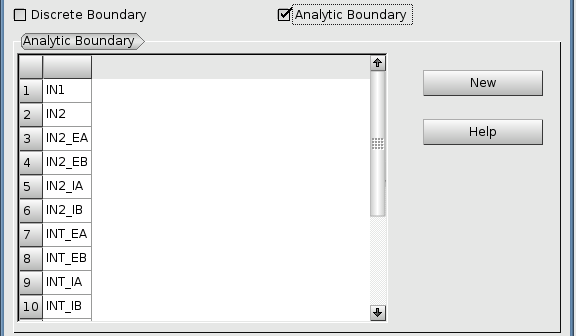 Discrete Boundary Analytic Boundary
Analytic Boundary
1 IN1
2 IN2
3 IN2_EA
4 IN2_EB
5 IN2_IA
6 IN2_IB
7 INT_EA
8 INT_EB
9 INT_IA
10 INT_IB
New
Help